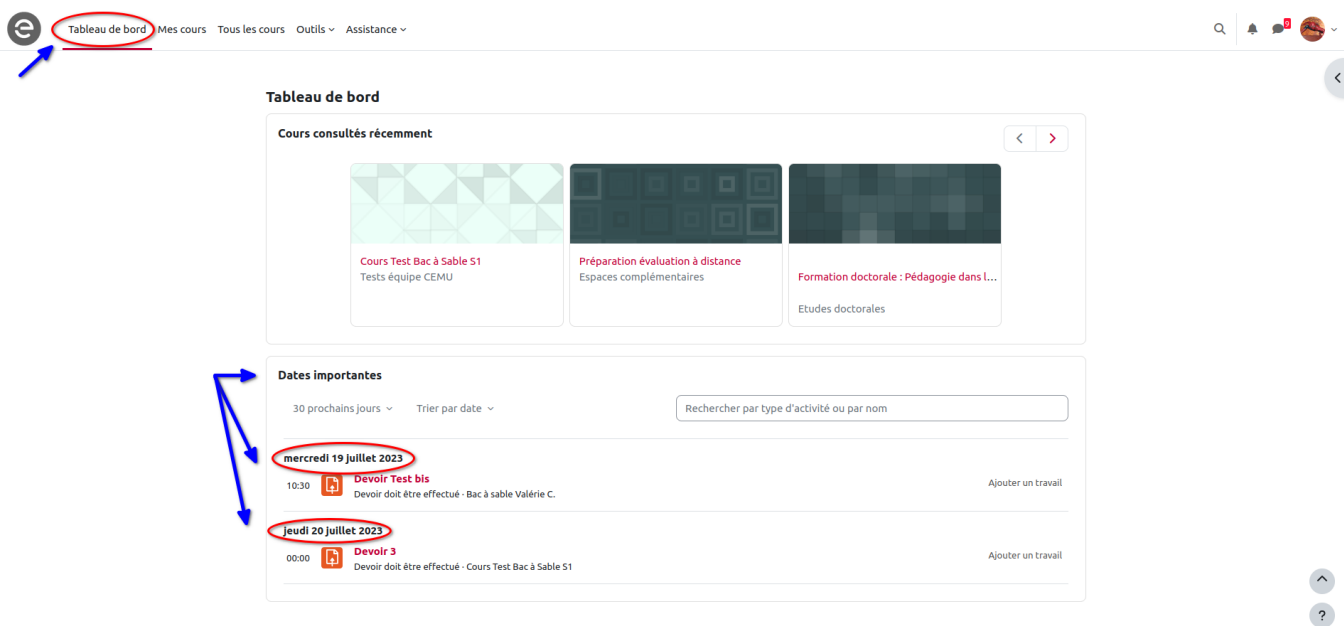 Tableau de bord Mes cours Tous les cours Outils Assistance
9
Tableau de bord
Cours consultés récemment
Cours Test Bac à Sable S1
Tests équipe CEMU
Préparation évaluation à distance
Espaces complémentaires
Formation doctorale : Pédagogie dans l...
Etudes doctorales
Dates importantes
30 prochains jours Trier par date Rechercher par type d'activité ou par nom
mercredi 19 juillet 2023
10:30 Devoir Test bis Ajouter un travail
Devoir doit être effectué · Bac à sable Valérie C.
jeudi 20 juillet 2023
00:00 Devoir 3 Ajouter un travail
Devoir doit être effectué · Cours Test Bac à Sable S1
?